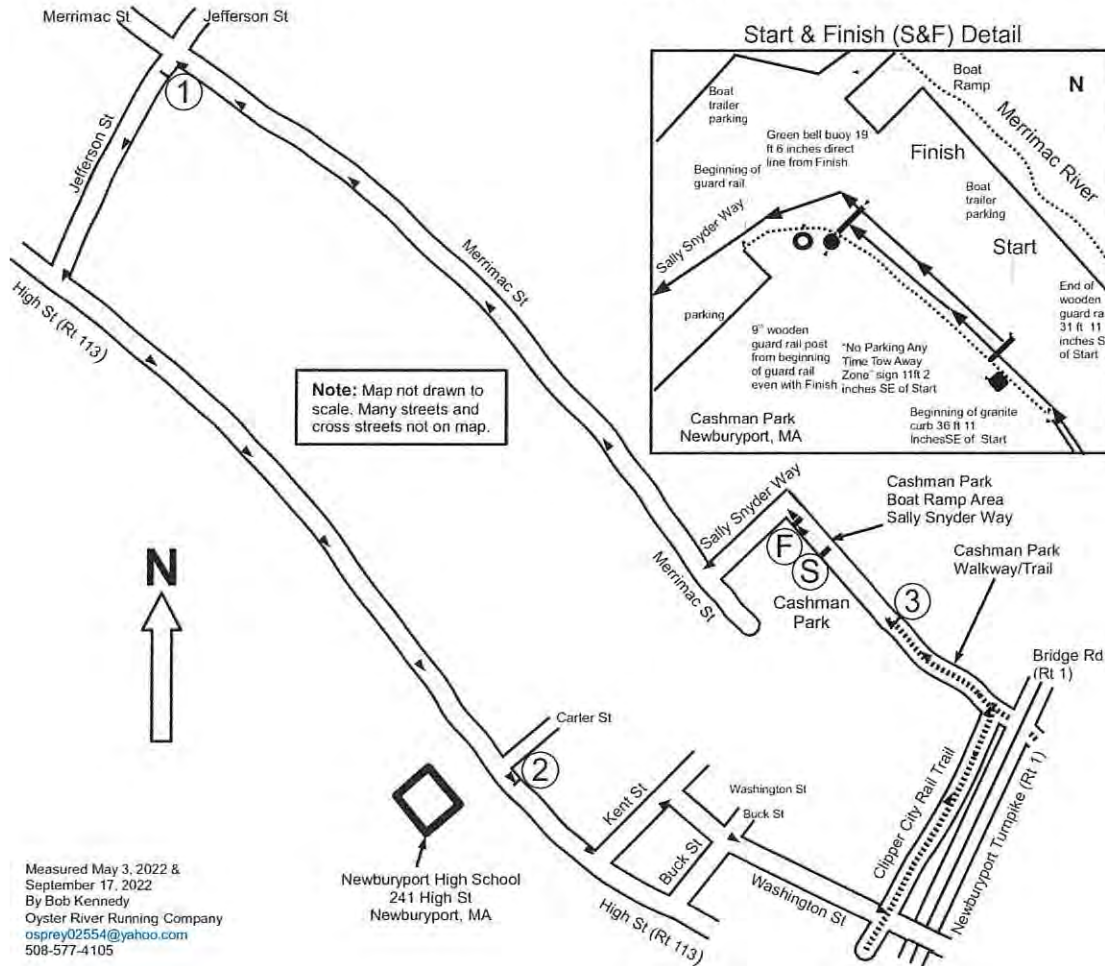 Merrimac St
Jefferson St
1
Jefferson St
High St (Rt 113)
Merrimac St
Start & Finish (S&F) Detail
Boat
Ramp
N
Boat
trailer
parking
Merrimac River
Green bell buoy 19
ft 6 inches direct
line from Finish
Finish
Beginning of
guard rail
Boat
trailer
parking
Sally Snyder Way
Start
End of
wooden
guard ra
31 ft 11
inches S
of Start
parking
9" wooden
guard rail post
from beginning
of guard rail
even with Finish
"No Parking Any
Time Tow Away
Zone" sign 11ft 2
inches SE of Start
Cashman Park
Newburyport, MA
Beginning of granite
curb 36 ft 11
InchesSE of Start
Note: Map not drawn to
scale. Many streets and
cross streets not on map.
Sally Snyder Way
Cashman Park
Boat Ramp Area
Sally Snyder Way
Cashman Park
Walkway/Trail
F
S
Cashman
Park
3
Merrimac St
Bridge Rd
(Rt 1)
N
Carler St
2
Kent St
Washington St
Buck St
Buck St
Washington St
Clipper City Rail Trail
Newburyport Turnpike (Rt 1)
High St (Rt 113)
Newburyport High School
241 High St
Newburyport, MA
Measured May 3, 2022 &
September 17, 2022
By Bob Kennedy
Oyster River Running Company
osprey02554@yahoo.com
508-577-4105